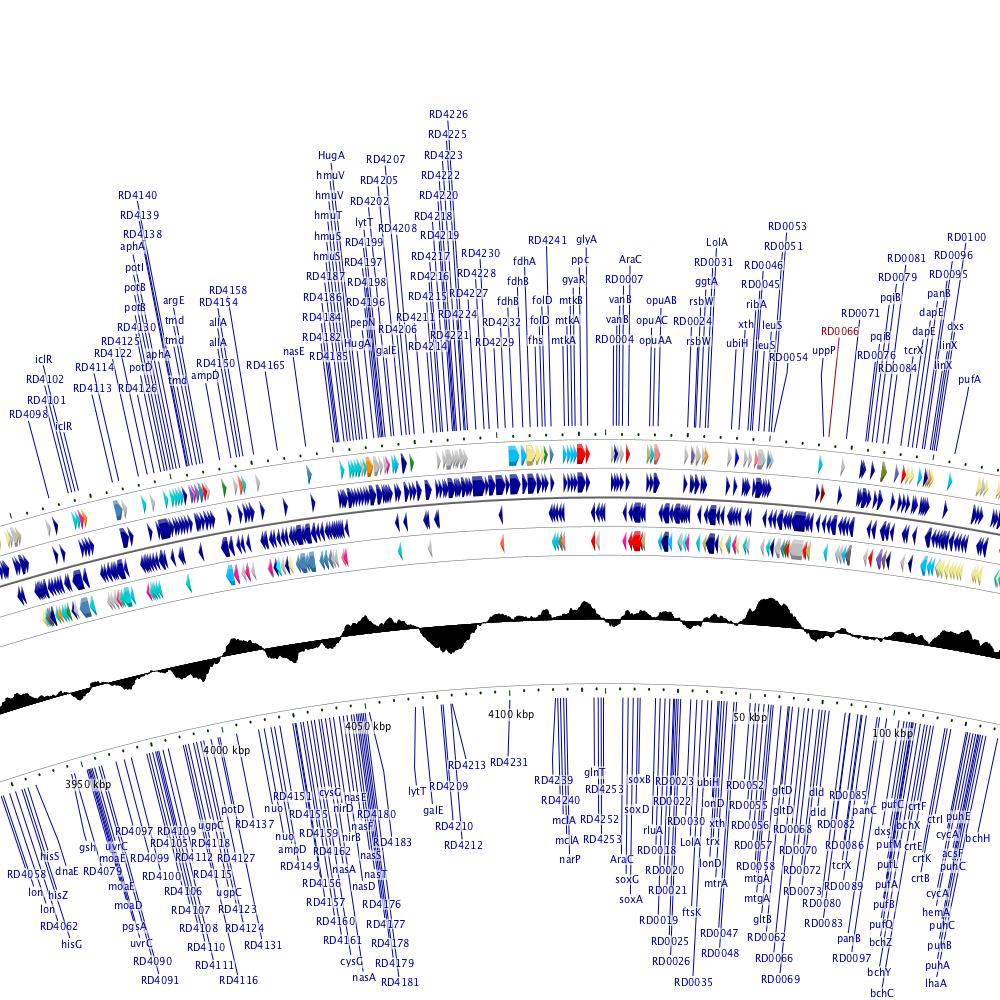 RD4226
RD4225
HugA
RD4207
RD4223
hmuV
RD4205
RD4222
RD4140
hmuV
RD4202
RD4220
RD4139
hmuT
lytT
RD4218
RD4208
RD0053
RD4138
hmuS
RD4199
RD4219
RD4241
glyA
LolA
RD0051
RD0100
aphA
hmuS
RD4197
RD4217
RD4230
fdhA
ppc
AraC
RD0031
RD0046
RD0081
RD0096
potI
RD4187
RD4198
RD4216
RD4228
fdhB
gyaR
RD0007
ggtA
RD0045
RD0079
RD0095
potB
argE
RD4158
RD4186
RD4196
RD4215
RD4227
fdhB
folD
mtkB
vanB
opuAB
rsbW
ribA
pqiB
panB
potB
RD4154
RD4184
pepN
RD4211
RD4224
RD4232
folD
mtkA
vanB
opuAC
RD0024
xth
leuS
RD0071
dapE
RD4130
tmd
allA
RD4182
HugA
RD4206
RD4221
RD4229
fhs
mtkA
RD0004
opuAA
rsbW
ubiH
leuS
RD0066
pqiB
dapE
dxs
RD4125
tmd
allA
RD4185
galE
RD4214
RD0054
uppP
RD0076
tcrX
linX
iclR
RD4122
aphA
nasE
RD0084
linX
RD4102
RD4114
potD
RD4150
RD4165
pufA
RD4101
RD4113
RD4126
tmd
ampD
RD4098
iclR
3950 kbp
4000 kbp
4050 kbp
4100 kbp
50 kbp
100 kbp
RD4213
RD4231
RD4209
lytT
galE
RD4210
RD4212
RD4239
RD4240
mclA
mclA
narP
glnT
RD4253
RD4252
RD4253
AraC
soxG
soxA
soxB
soxD
rluA
RD0018
RD0020
RD0021
RD0019
RD0025
RD0026
RD0023
RD0022
RD0030
LolA
ftsK
RD0035
ubiH
lonD
xth
trx
lonD
mtrA
RD0047
RD0048
RD0052
RD0055
RD0056
RD0057
RD0058
mtgA
mtgA
gltB
RD0062
RD0066
RD0069
gltD
gltD
RD0068
RD0070
RD0072
RD0073
RD0080
RD0083
dld
dld
RD0082
RD0085
panC
RD0086
tcrX
RD0089
panB
RD0097
pufC
bchX
dxs
pufM
pufL
pufA
pufB
pufQ
bchZ
bchY
bchC
crtF
crtI
crtE
crtK
crtB
cycA
hemA
puhC
puhB
puhA
lhaA
puhE
cycA
acsF
puhC
bchH
hisS
dnaE
RD4058
lon
hisZ
lon
RD4062
hisG
gsh
uvrC
moaE
RD4079
moaE
moaD
pgsA
uvrC
RD4090
RD4091
RD4097
RD4109
RD4105
RD4099
RD4112
RD4100
RD4106
RD4107
RD4108
RD4110
RD4111
RD4116
ugpC
RD4118
RD4115
RD4127
ugpC
RD4123
RD4124
RD4131
potD
RD4137
nuo
nuo
ampD
RD4149
RD4151
RD4155
RD4159
RD4162
RD4156
RD4157
RD4160
RD4161
cysG
nasA
cysG
nirD
nirB
nasA
nasE
nasF
nasS
nasT
nasD
RD4180
RD4183
RD4176
RD4177
RD4178
RD4179
RD4181